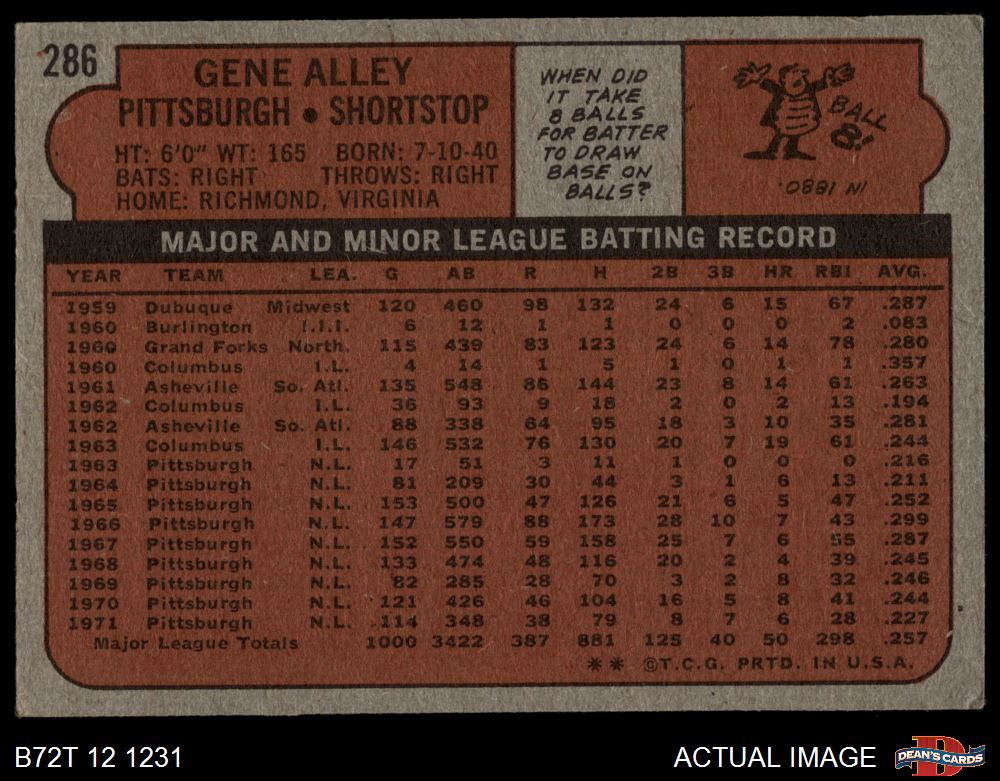 286
GENE ALLEY
PITTSBURGH • SHORTSTOP
HT: 6'0" WT: 165 BORN: 7-10-40
BATS: RIGHT THROWS: RIGHT
HOME: RICHMOND, VIRGINIA
WHEN DID
IT TAKE
8 BALLS
FOR BATTER
TO DRAW
BASE ON
BALLS?
BALL
8!
IN 1880.
MAJOR AND MINOR LEAGUE BATTING RECORD
YEAR TEAM LEA. G AB R H 2B 3B HR RBI AVG.
1959 Dubuque Midwest 120 460 98 132 24 6 15 67 .287
1960 Burlington I.I.I. 6 12 1 1 0 0 0 2 .083
1960 Grand Forks North. 115 439 83 123 24 6 14 78 .280
1960 Columbus I.L. 4 14 1 5 1 0 1 1 .357
1961 Asheville So. Atl. 135 548 86 144 23 8 14 61 .263
1962 Columbus I.L. 36 93 9 18 2 0 2 13 .194
1962 Asheville So. Atl. 88 338 64 95 18 3 10 35 .281
1963 Columbus I.L. 146 532 76 130 20 7 19 61 .244
1963 Pittsburgh N.L. 17 51 3 11 1 0 0 0 .216
1964 Pittsburgh N.L. 81 209 30 44 3 1 6 13 .211
1965 Pittsburgh N.L. 153 500 47 126 21 6 5 47 .252
1966 Pittsburgh N.L. 147 579 88 173 28 10 7 43 .299
1967 Pittsburgh N.L. 152 550 59 158 25 7 6 55 .287
1968 Pittsburgh N.L. 133 474 48 116 20 2 4 39 .245
1969 Pittsburgh N.L. 82 285 28 70 3 2 8 32 .246
1970 Pittsburgh N.L. 121 426 46 104 16 5 8 41 .244
1971 Pittsburgh N.L. 114 348 38 79 8 7 6 28 .227
Major League Totals 1000 3422 387 881 125 40 50 298 .257
** ©T.C.G. PRTD. IN U.S.A.
B72T 12 1231
ACTUAL IMAGE
D
DEAN'S CARDS